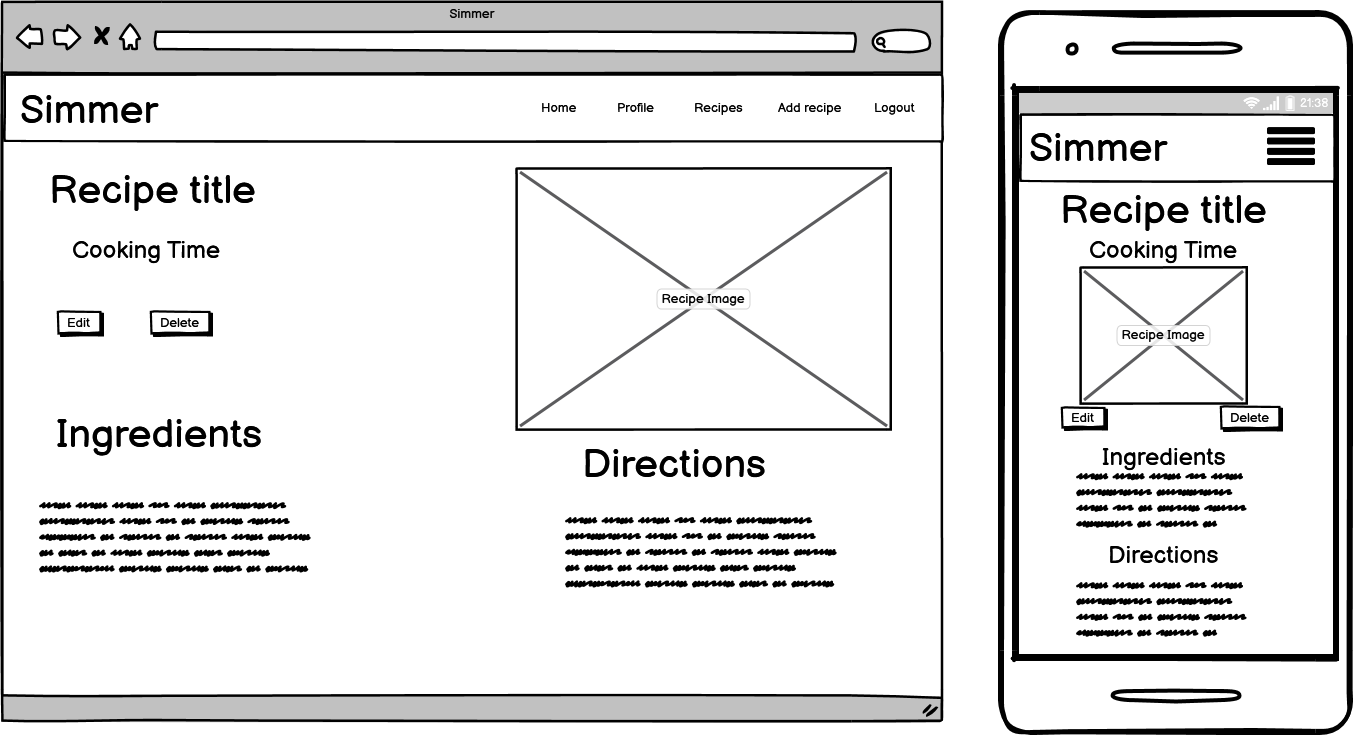 Simmer
Simmer
Home Profile Recipes Add recipe Logout
Recipe title
Cooking Time
Edit Delete
Recipe Image
Ingredients
Directions
21:38
Simmer
Recipe title
Cooking Time
Recipe Image
Edit Delete
Ingredients
Directions